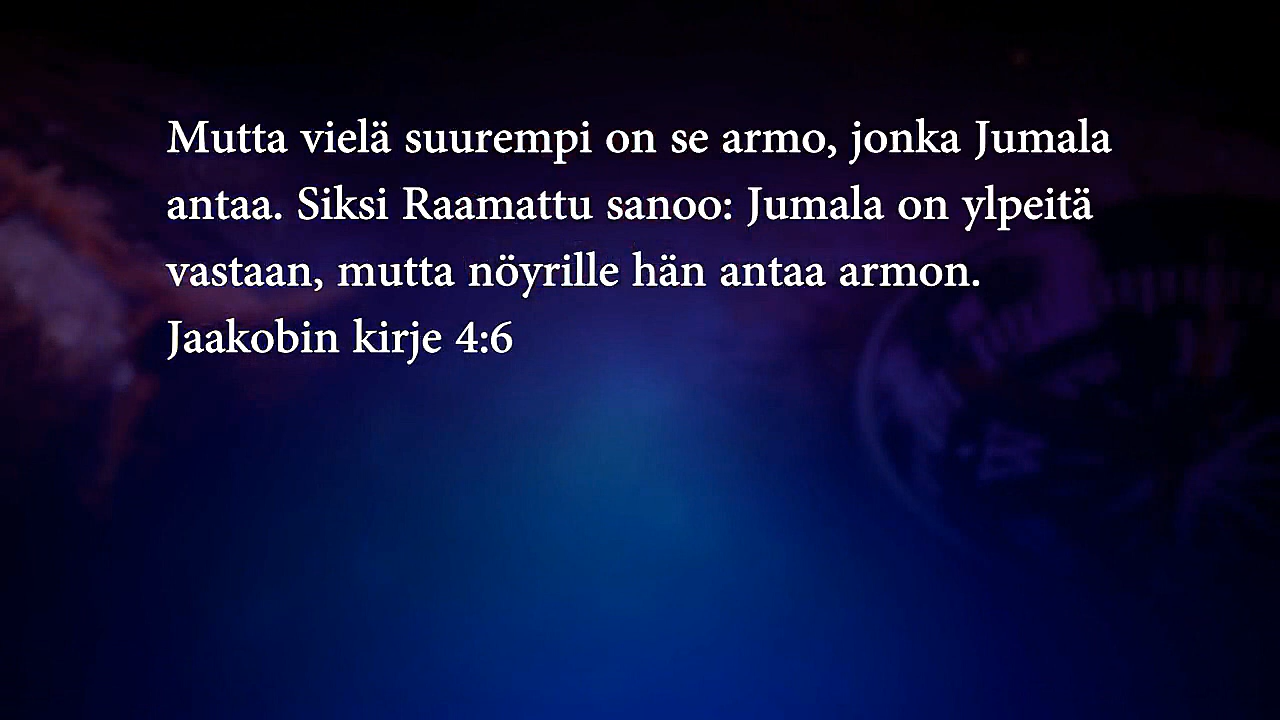 Mutta vielä suurempi on se armo, jonka Jumala
antaa. Siksi Raamattu sanoo: Jumala on ylpeitä
vastaan, mutta nöyrille hän antaa armon.
Jaakobin kirje 4:6